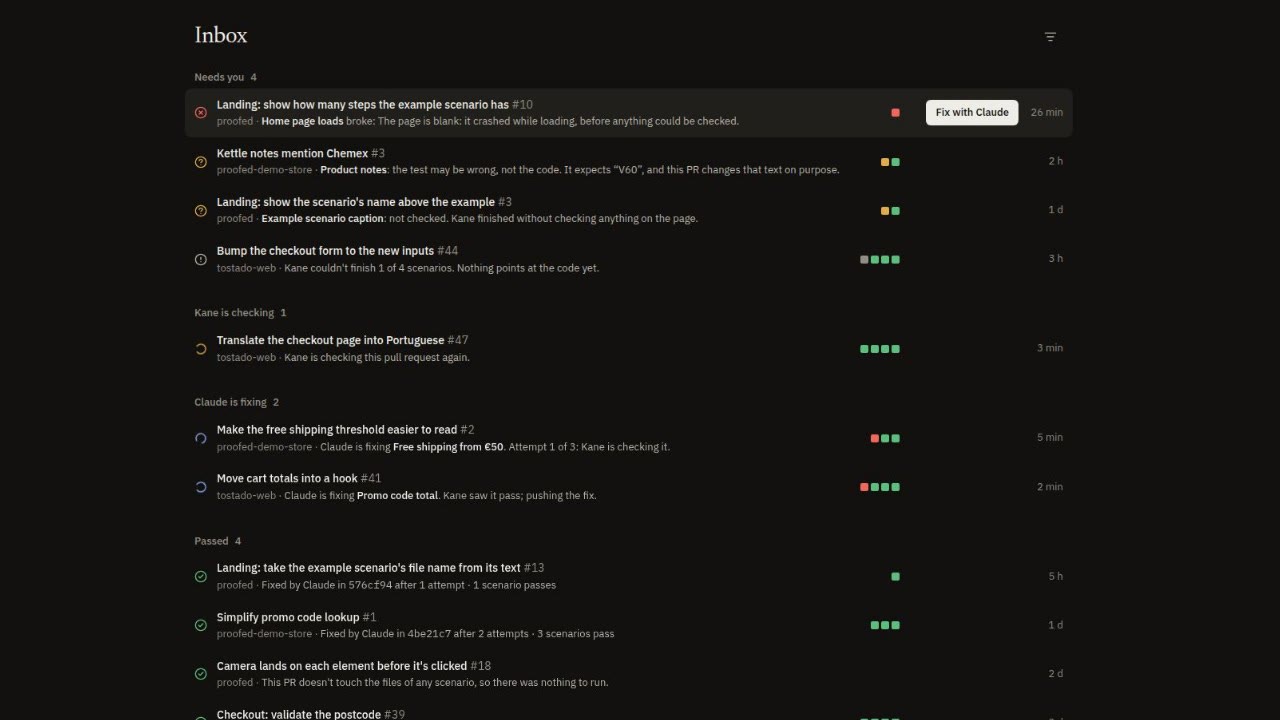 Inbox
Needs you 4
Landing: show how many steps the example scenario has #10
proofed · Home page loads broke: The page is blank: it crashed while loading, before anything could be checked.
Fix with Claude
26 min
Kettle notes mention Chemex #3
proofed-demo-store · Product notes: the test may be wrong, not the code. It expects “V60”, and this PR changes that text on purpose.
2 h
Landing: show the scenario's name above the example #3
proofed · Example scenario caption: not checked. Kane finished without checking anything on the page.
1 d
Bump the checkout form to the new inputs #44
tostado-web · Kane couldn't finish 1 of 4 scenarios. Nothing points at the code yet.
3 h
Kane is checking 1
Translate the checkout page into Portuguese #47
tostado-web · Kane is checking this pull request again.
3 min
Claude is fixing 2
Make the free shipping threshold easier to read #2
proofed-demo-store · Claude is fixing Free shipping from €50. Attempt 1 of 3: Kane is checking it.
5 min
Move cart totals into a hook #41
tostado-web · Claude is fixing Promo code total. Kane saw it pass; pushing the fix.
2 min
Passed 4
Landing: take the example scenario's file name from its text #13
proofed · Fixed by Claude in 576cf94 after 1 attempt · 1 scenario passes
5 h
Simplify promo code lookup #1
proofed-demo-store · Fixed by Claude in 4be21c7 after 2 attempts · 3 scenarios pass
1 d
Camera lands on each element before it's clicked #18
proofed · This PR doesn't touch the files of any scenario, so there was nothing to run.
2 d
Checkout: validate the postcode #39